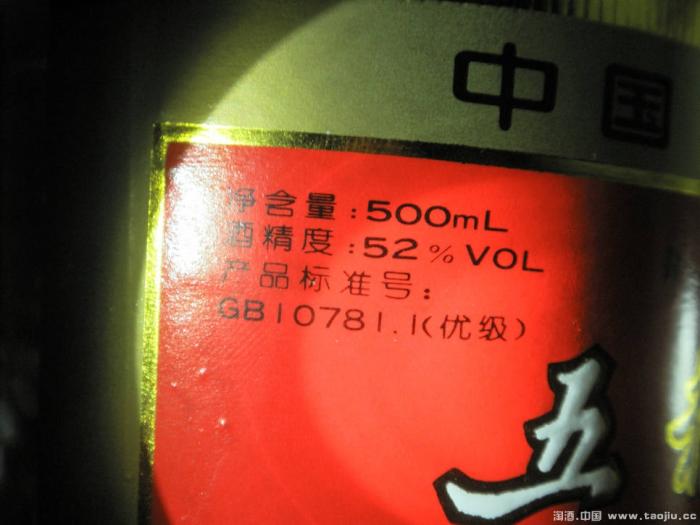 中国
净含量:500mL
酒精度:52%VOL
产品标准号:
GB10781.1(优级)
五
淘酒.中国 www.taojiu.cc